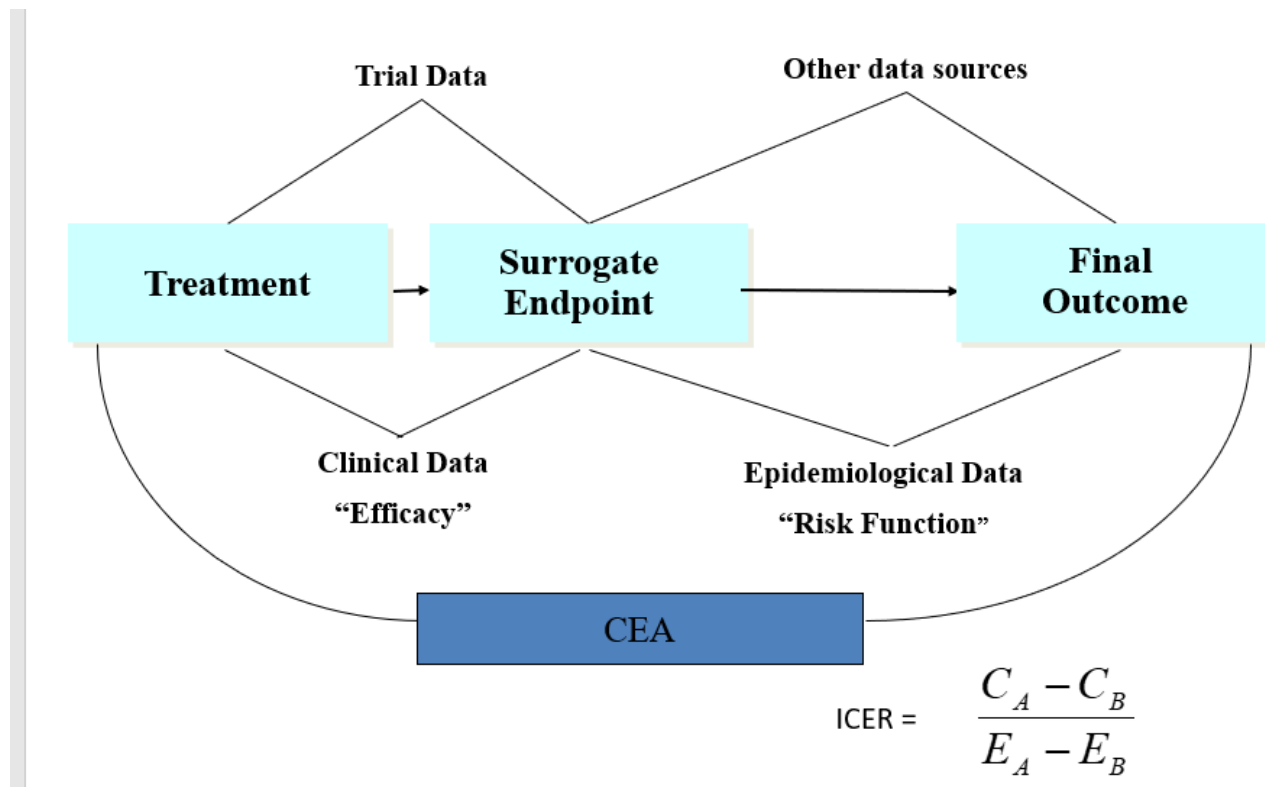 Trial Data
Other data sources
Treatment
Surrogate
Endpoint
Final
Outcome
Clinical Data
“Efficacy”
Epidemiological Data
“Risk Function”
CEA
ICER =
C_A − C_B
E_A − E_B